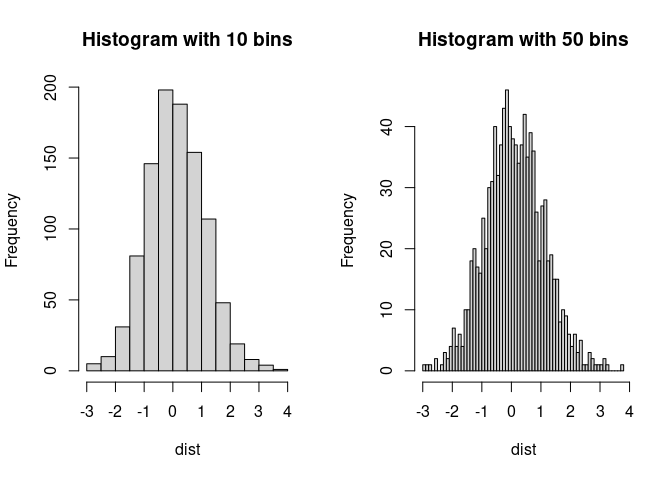 Histogram with 10 bins
Frequency
200
150
100
50
0
-3 -2 -1 0 1 2 3 4
dist
Histogram with 50 bins
Frequency
40
30
20
10
0
-3 -2 -1 0 1 2 3 4
dist